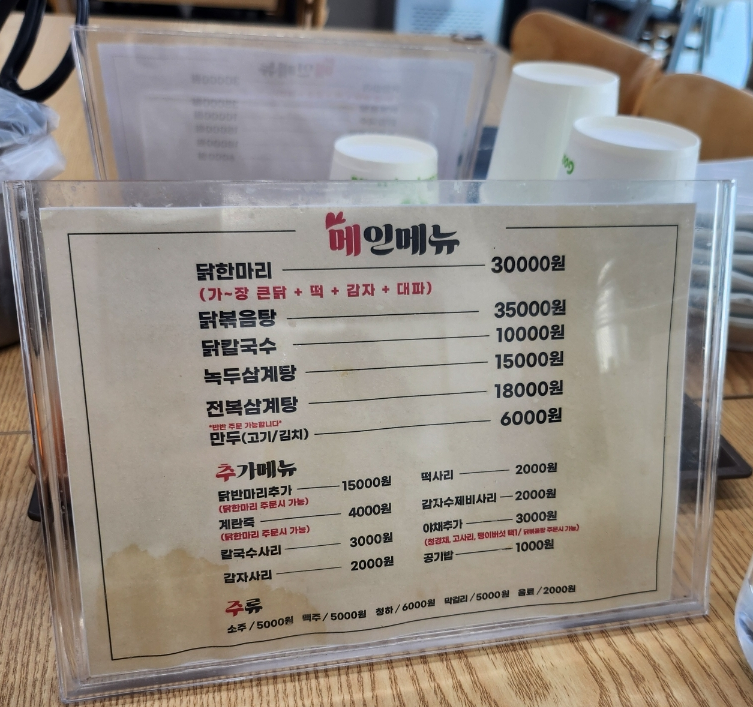 메인메뉴
닭한마리 30000원
(가~장 큰닭 + 떡 + 감자 + 대파)
닭볶음탕 35000원
닭칼국수 10000원
녹두삼계탕 15000원
전복삼계탕 18000원
"반반 주문 가능합니다"
만두(고기/김치) 6000원
추가메뉴
닭반마리추가 15000원
(닭한마리 주문시 가능)
계란죽 4000원
(닭한마리 주문시 가능)
칼국수사리 3000원
감자사리 2000원
떡사리 2000원
감자수제비사리 2000원
야채추가 3000원
(청경채, 고사리, 팽이버섯 택1/ 닭볶음탕 주문시 가능)
공기밥 1000원
주류
소주 / 5000원 맥주 / 5000원 청하 / 6000원 막걸리 / 5000원 음료 / 2000원